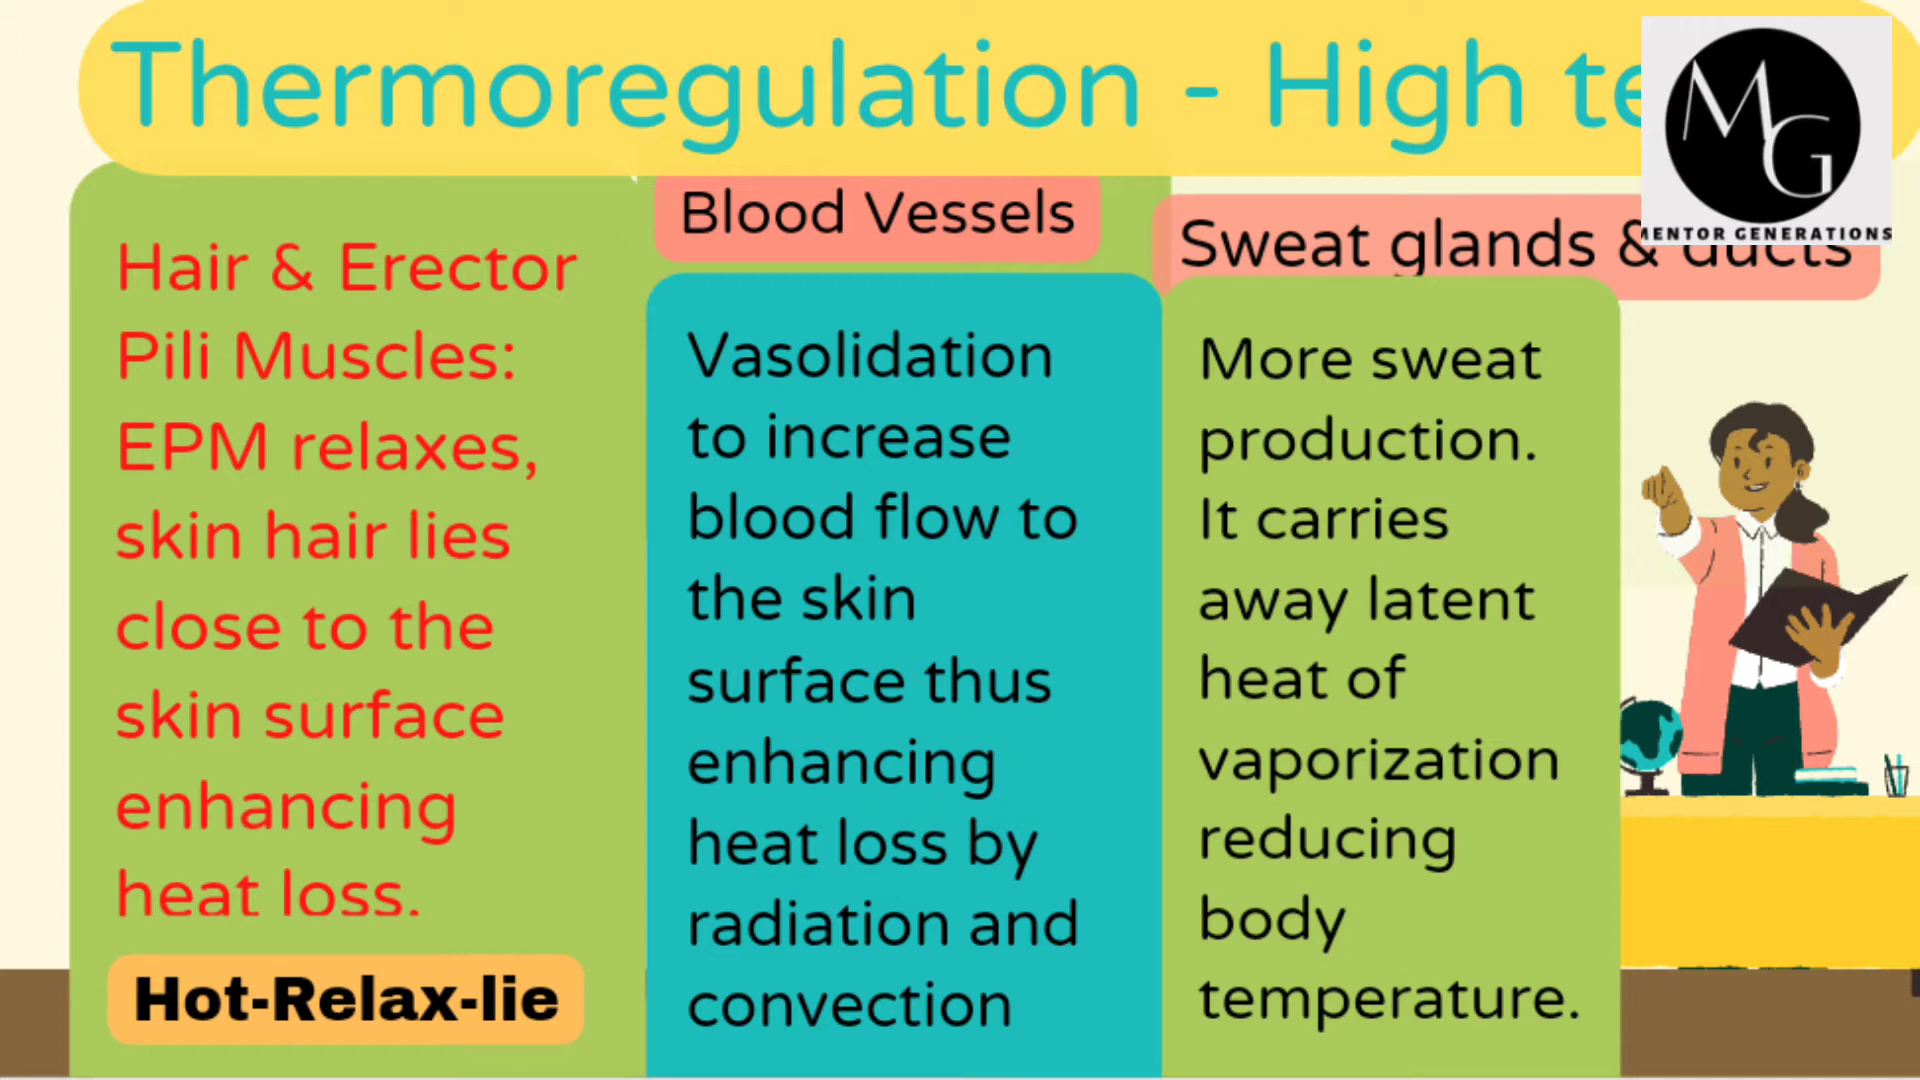 Thermoregulation - High te
MG
MENTOR GENERATIONS
Hair & Erector
Pili Muscles:
EPM relaxes,
skin hair lies
close to the
skin surface
enhancing
heat loss.
Hot-Relax-lie
Blood Vessels
Vasolidation
to increase
blood flow to
the skin
surface thus
enhancing
heat loss by
radiation and
convection
Sweat glands & ducts
More sweat
production.
It carries
away latent
heat of
vaporization
reducing
body
temperature.